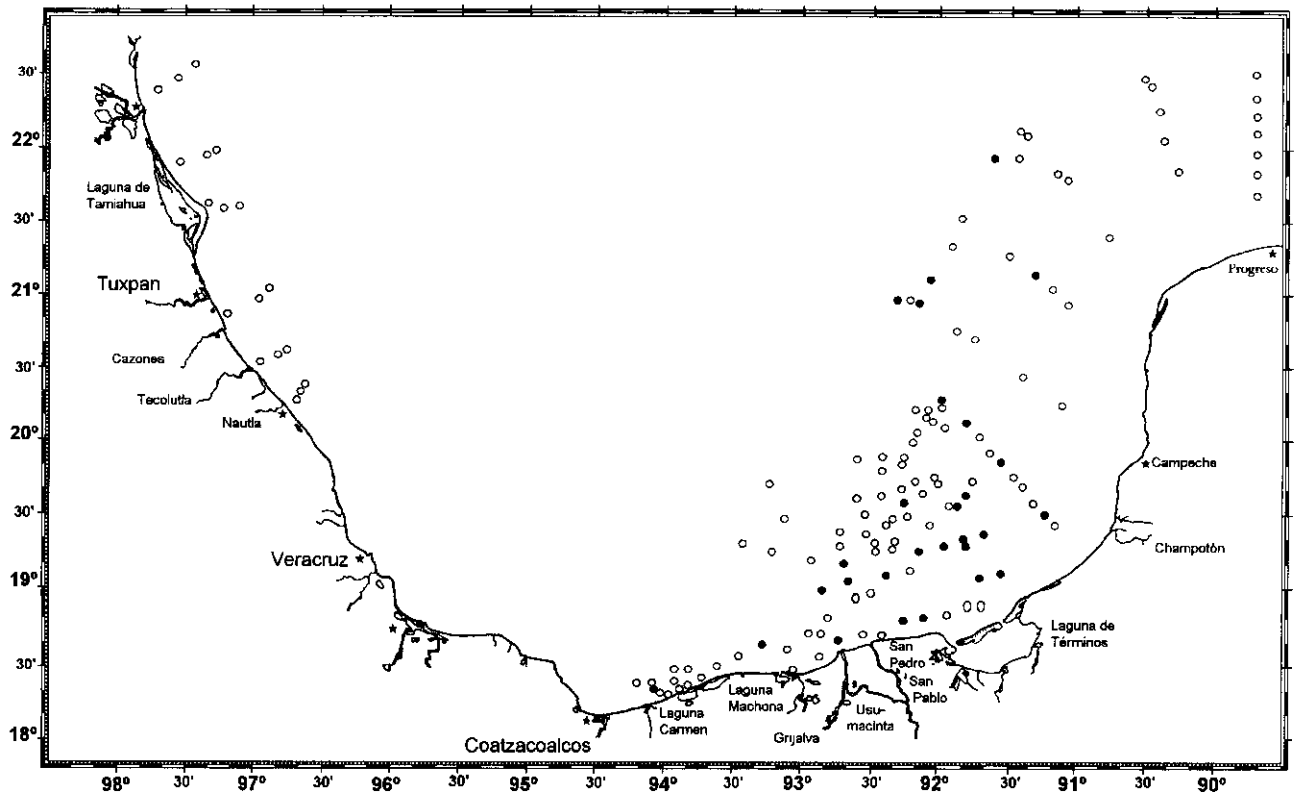 30'
22º
Laguna de
Tamiahua
30'
Tuxpan
21º
Progreso
Cazones
30'
Tecolutla
Nautla
20º
Campeche
30'
Veracruz
Champotón
19º
Laguna de
Términos
San
Pedro
30'
San
Pablo
Laguna
Machona
Laguna
Carmen
Usu-
macinta
Grijalva
18º
Coatzacoalcos
98º 30' 97º 30' 96º 30' 95º 30' 94º 30' 93º 30' 92º 30' 91º 30' 90º